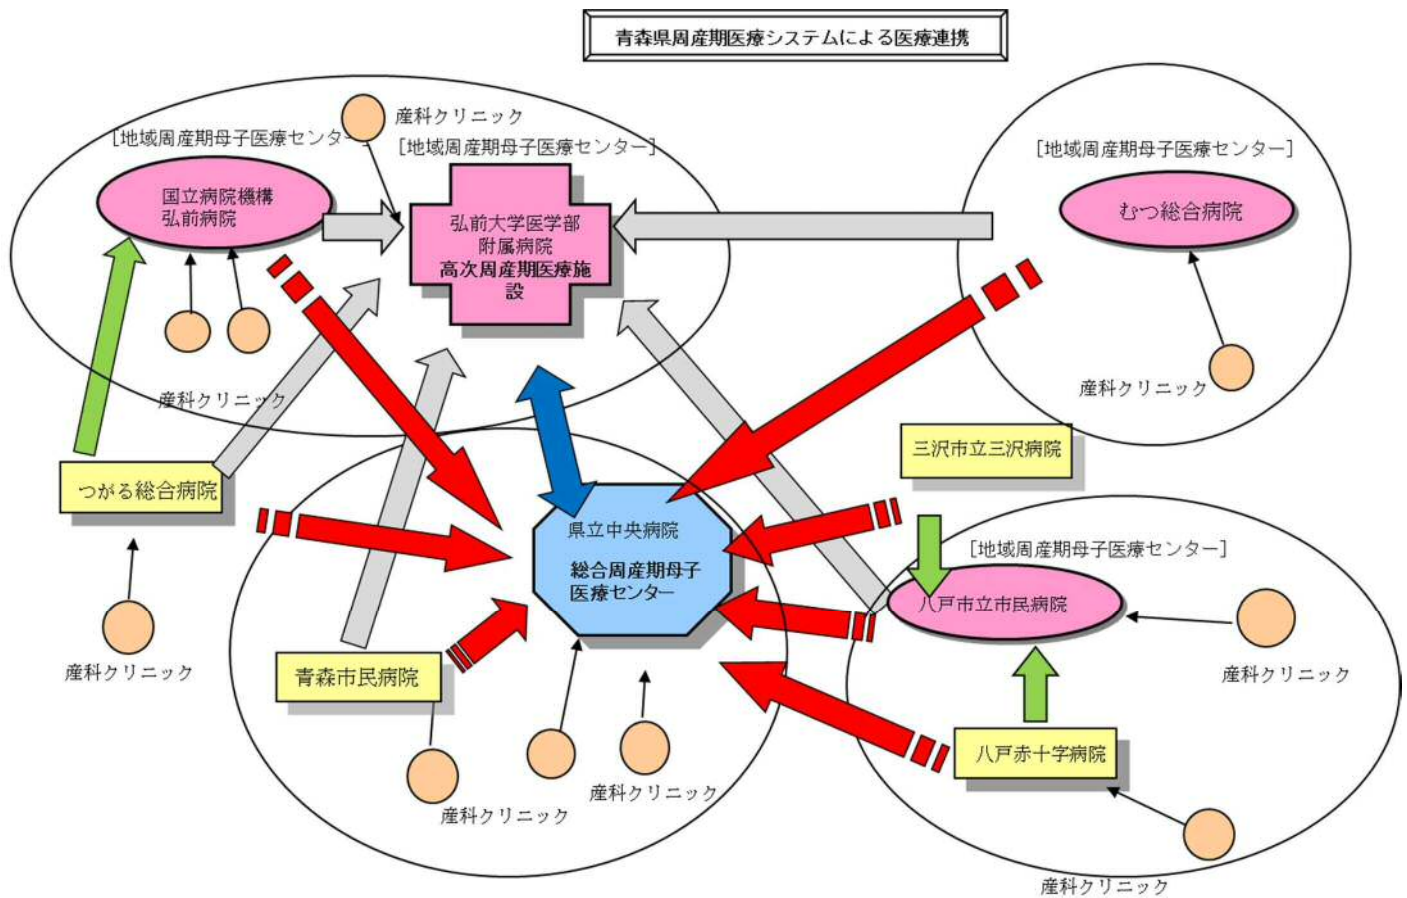 青森県周産期医療システムによる医療連携
産科クリニック
[地域周産期母子医療センター]
[地域周産期母子医療センター]
国立病院機構
弘前病院
弘前大学医学部
附属病院
高次周産期医療施
設
産科クリニック
[地域周産期母子医療センター]
むつ総合病院
産科クリニック
つがる総合病院
産科クリニック
三沢市立三沢病院
県立中央病院
総合周産期母子
医療センター
[地域周産期母子医療センター]
八戸市立市民病院
産科クリニック
青森市民病院
産科クリニック
産科クリニック
八戸赤十字病院
産科クリニック